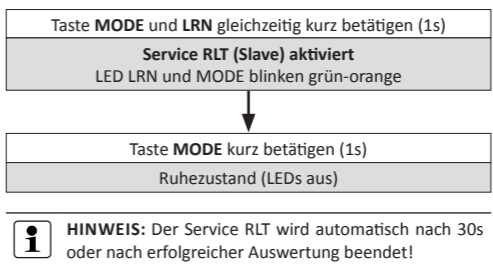 Taste MODE und LRN gleichzeitig kurz betätigen (1s)
Service RLT (Slave) aktiviert
LED LRN und MODE blinken grün-orange
Taste MODE kurz betätigen (1s)
Ruhezustand (LEDs aus)
HINWEIS: Der Service RLT wird automatisch nach 30s
oder nach erfolgreicher Auswertung beendet!